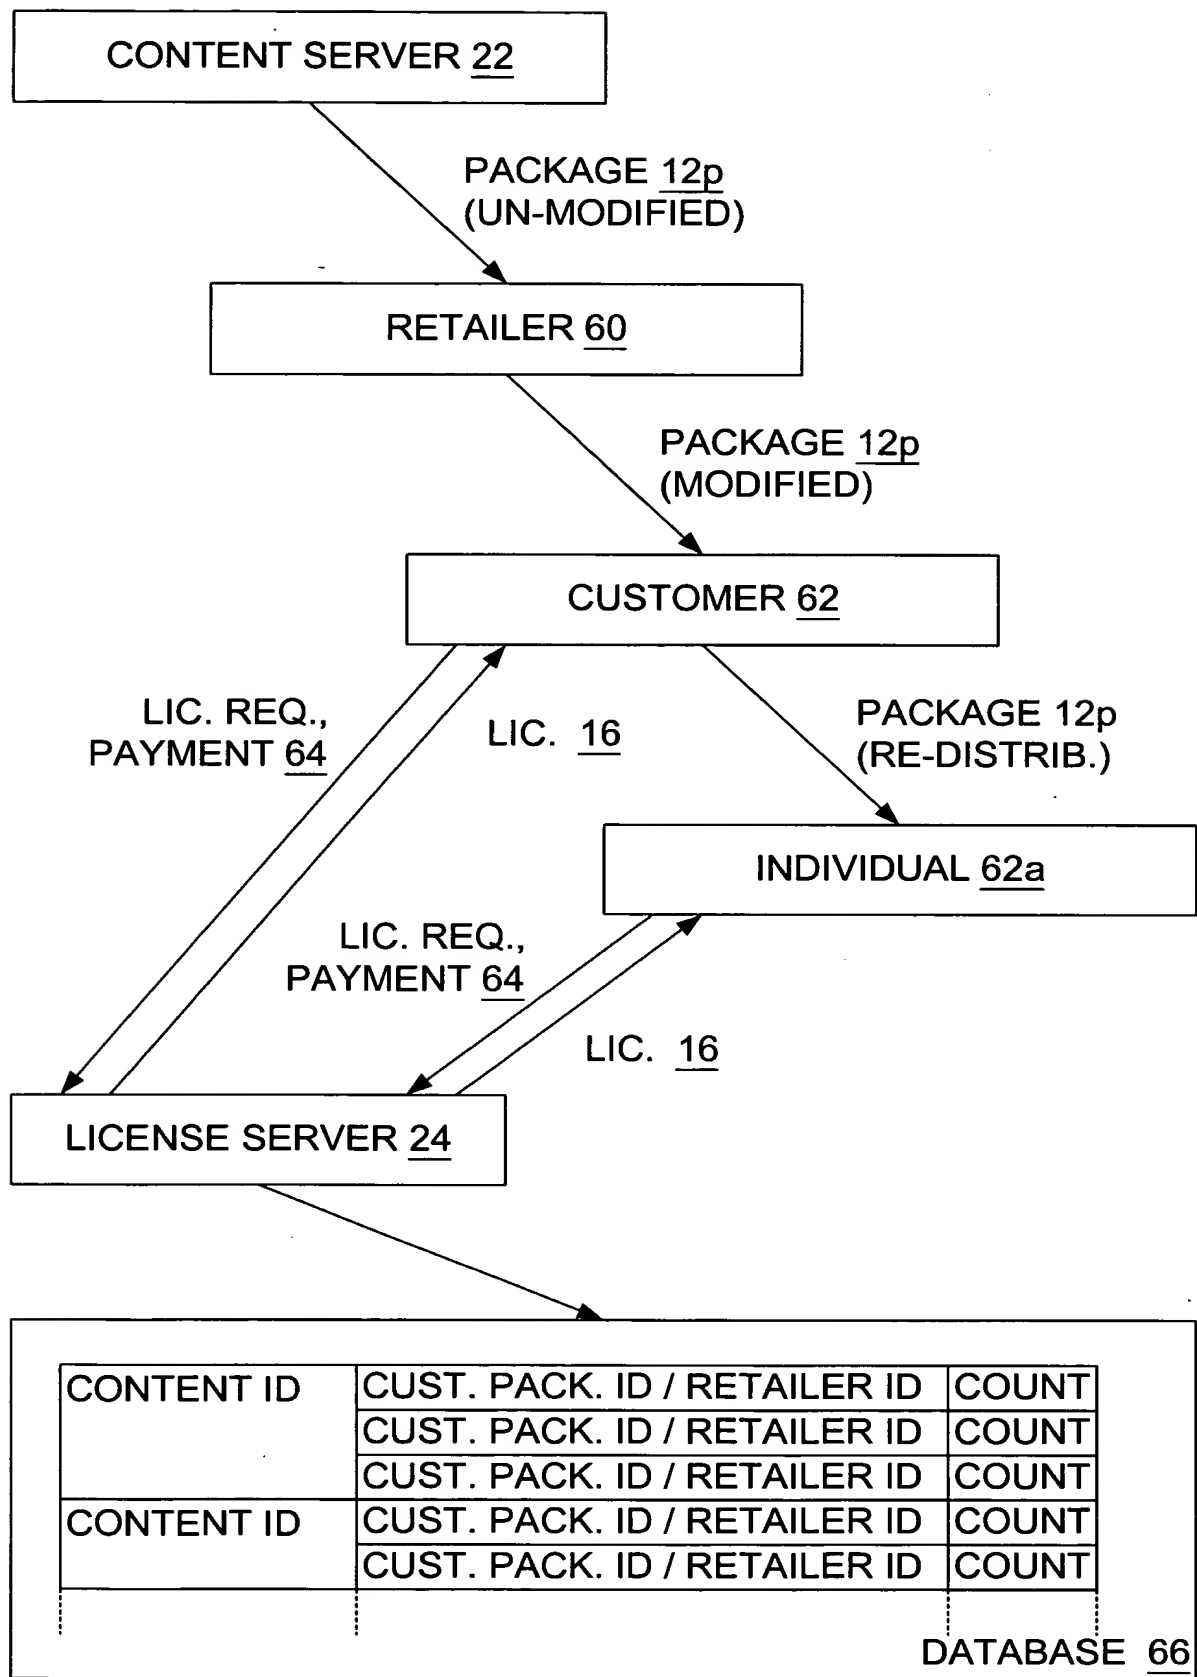 CONTENT SERVER 22
PACKAGE 12p
(UN-MODIFIED)
RETAILER 60
PACKAGE 12p
(MODIFIED)
CUSTOMER 62
LIC. REQ.,
PAYMENT 64
LIC. 16
PACKAGE 12p
(RE-DISTRIB.)
INDIVIDUAL 62a
LIC. REQ.,
PAYMENT 64
LIC. 16
LICENSE SERVER 24
CONTENT ID CUST. PACK. ID / RETAILER ID COUNT
CUST. PACK. ID / RETAILER ID COUNT
CUST. PACK. ID / RETAILER ID COUNT
CONTENT ID CUST. PACK. ID / RETAILER ID COUNT
CUST. PACK. ID / RETAILER ID COUNT
DATABASE 66